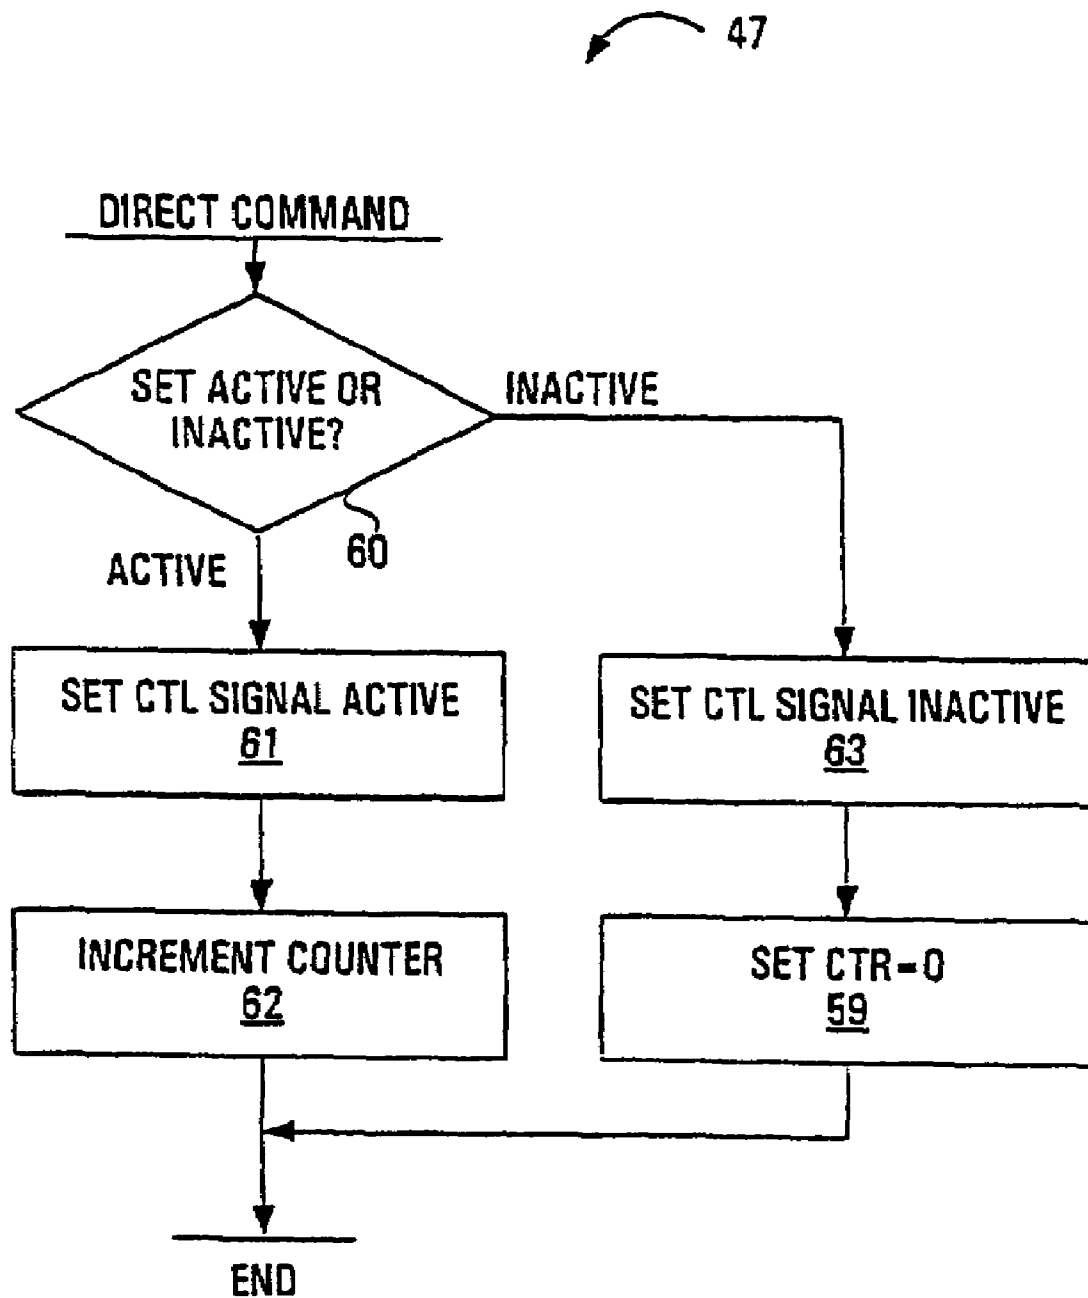 47
DIRECT COMMAND
SET ACTIVE OR
INACTIVE?
INACTIVE
60
ACTIVE
SET CTL SIGNAL ACTIVE
61
SET CTL SIGNAL INACTIVE
63
INCREMENT COUNTER
62
SET CTR=0
59
END